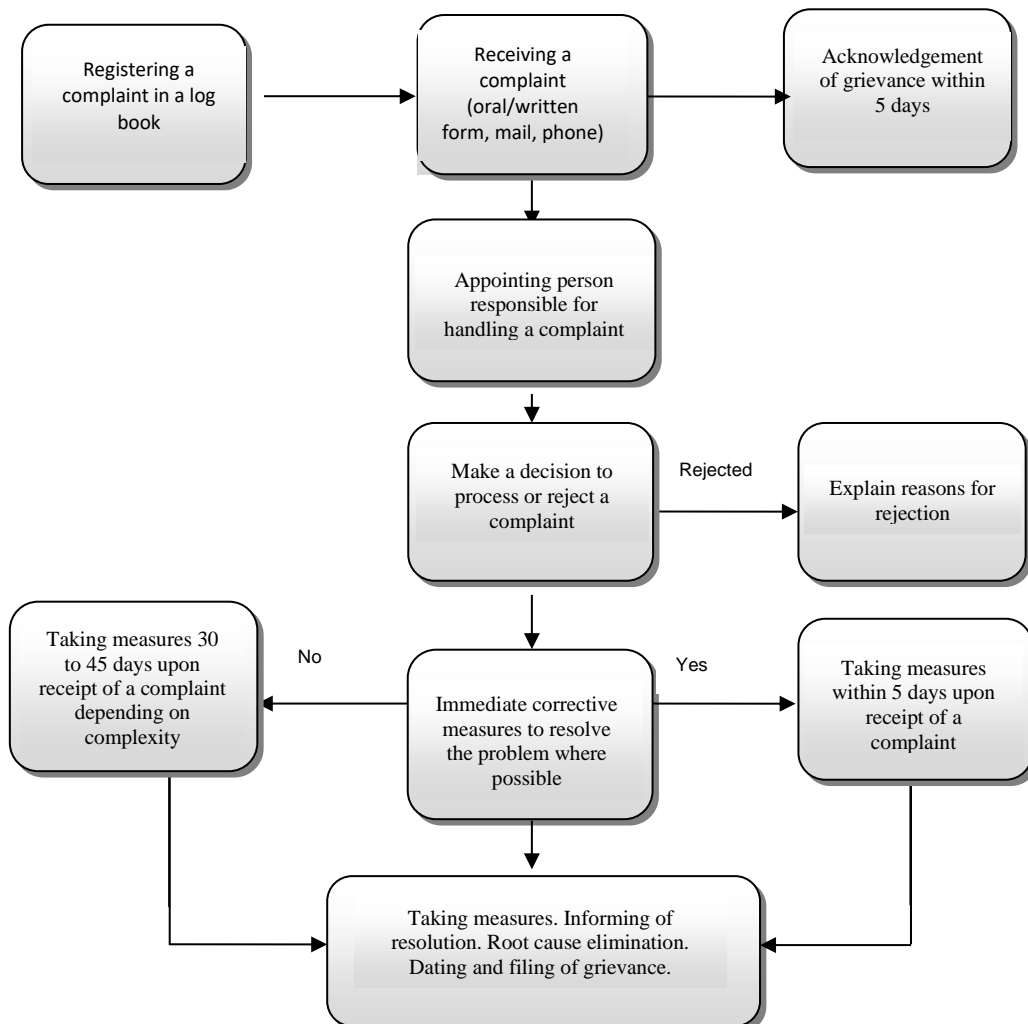 Registering a
complaint in a log
book
Receiving a
complaint
(oral/written
form, mail, phone)
Acknowledgement
of grievance within
5 days
Appointing person
responsible for
handling a complaint
Make a decision to
process or reject a
complaint
Rejected
Explain reasons for
rejection
Taking measures 30
to 45 days upon
receipt of a complaint
depending on
complexity
No
Immediate corrective
measures to resolve
the problem where
possible
Yes
Taking measures
within 5 days upon
receipt of a
complaint
Taking measures. Informing of
resolution. Root cause elimination.
Dating and filing of grievance.